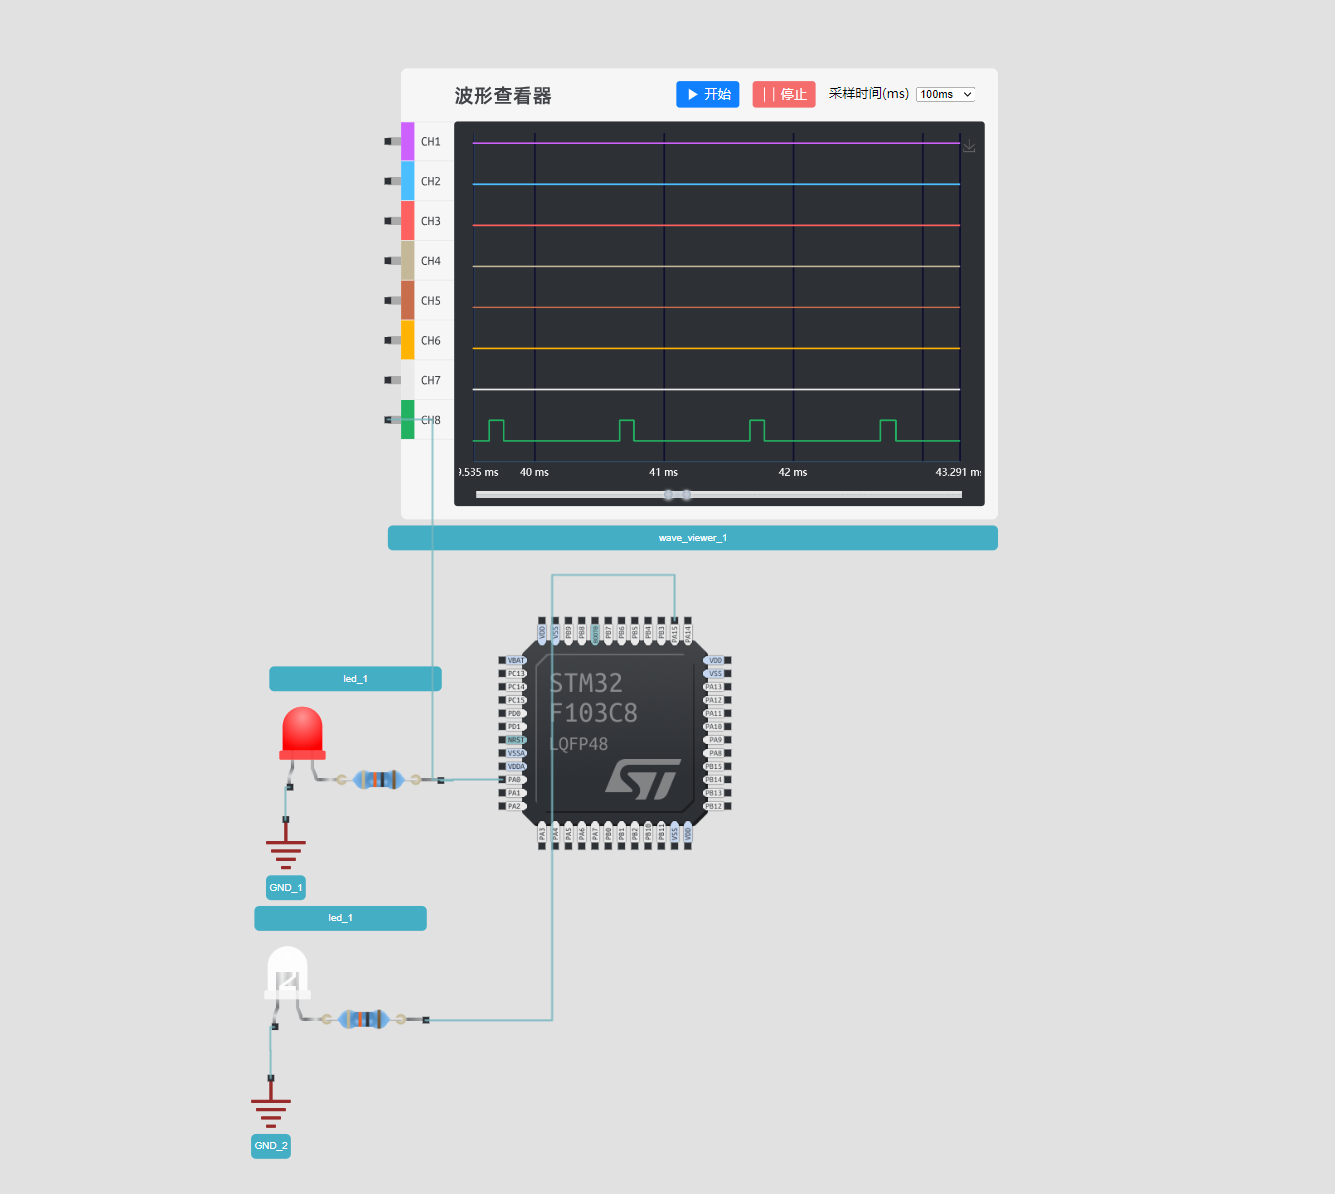 波形查看器
开始
停止
采样时间(ms)
100ms
CH1
CH2
CH3
CH4
CH5
CH6
CH7
CH8
9.535 ms
40 ms
41 ms
42 ms
43.291 ms
wave_viewer_1
VDD
VSS
PB9
PB8
BOOT0
PB7
PB6
PB5
PB4
PB3
PA15
PA14
VBAT
PC13
PC14
PC15
PD0
PD1
NRST
VSSA
VDDA
PA0
PA1
PA2
STM32
F103C8
LQFP48
VDD
VSS
PA13
PA12
PA11
PA10
PA9
PA8
PB15
PB14
PB13
PB12
PA3
PA4
PA5
PA6
PA7
PB0
PB1
PB2
PB10
PB11
VSS
VDD
led_1
GND_1
led_1
GND_2